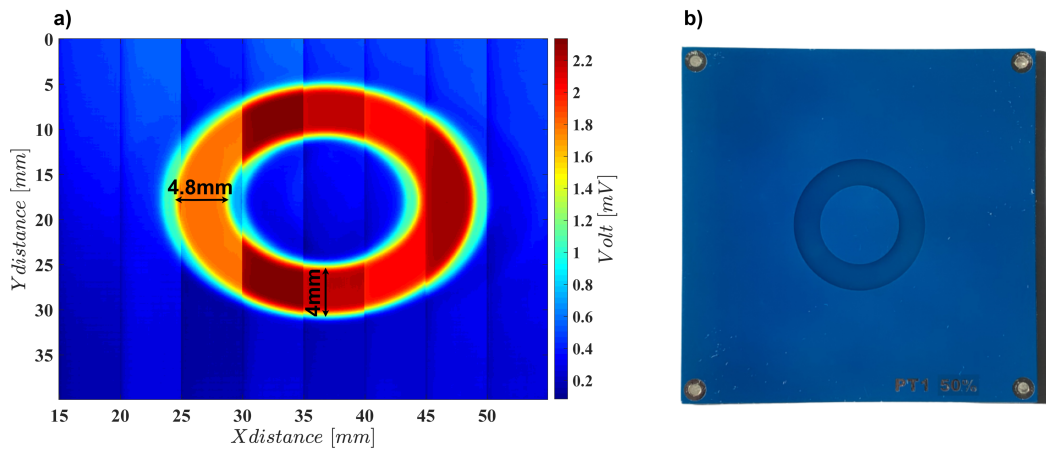 a)
0
5
10
15
20
25
30
35
15 20 25 30 35 40 45 50
X distance [mm]
Y distance [mm]
4.8mm
4mm
2.2
2
1.8
1.6
1.4
1.2
1
0.8
0.6
0.4
0.2
Volt [mV]
b)
PT1 50%